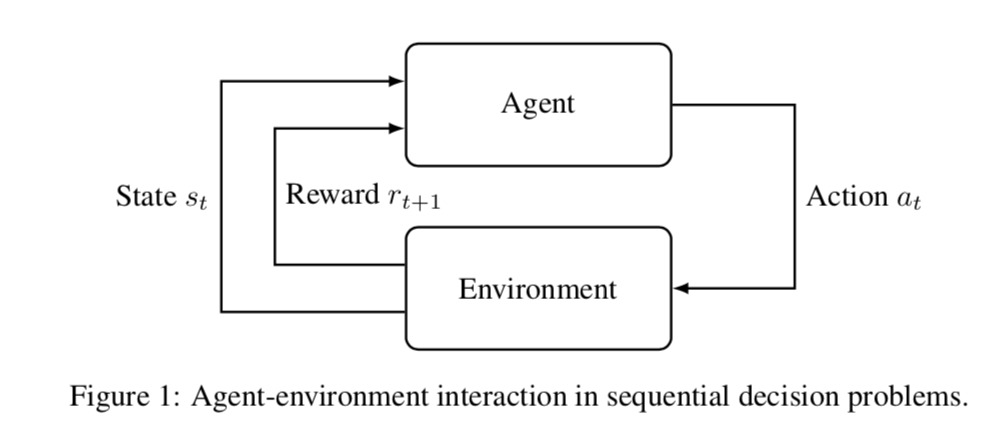 Agent
State $s_t$
Reward $r_{t+1}$
Action $a_t$
Environment
Figure 1: Agent-environment interaction in sequential decision problems.